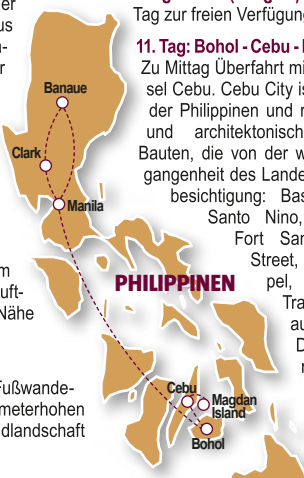 er
us
er
Tag zur freien Verfügung
11. Tag: Bohol - Cebu -
Zu Mittag Überfahrt mi
sel Cebu. Cebu City is
der Philippinen und
und architektonisch
Bauten, die von der w
gangenheit des Lande
besichtigung: Bas
Santo Nino,
Fort San
Street,
pel,
Tra
au
D
Banaue
Clark
Manila
PHILIPPINEN
Cebu
Magdan
Island
Bohol
m
uft-
Nähe
Fußwande-
meterhohen
dlandschaft